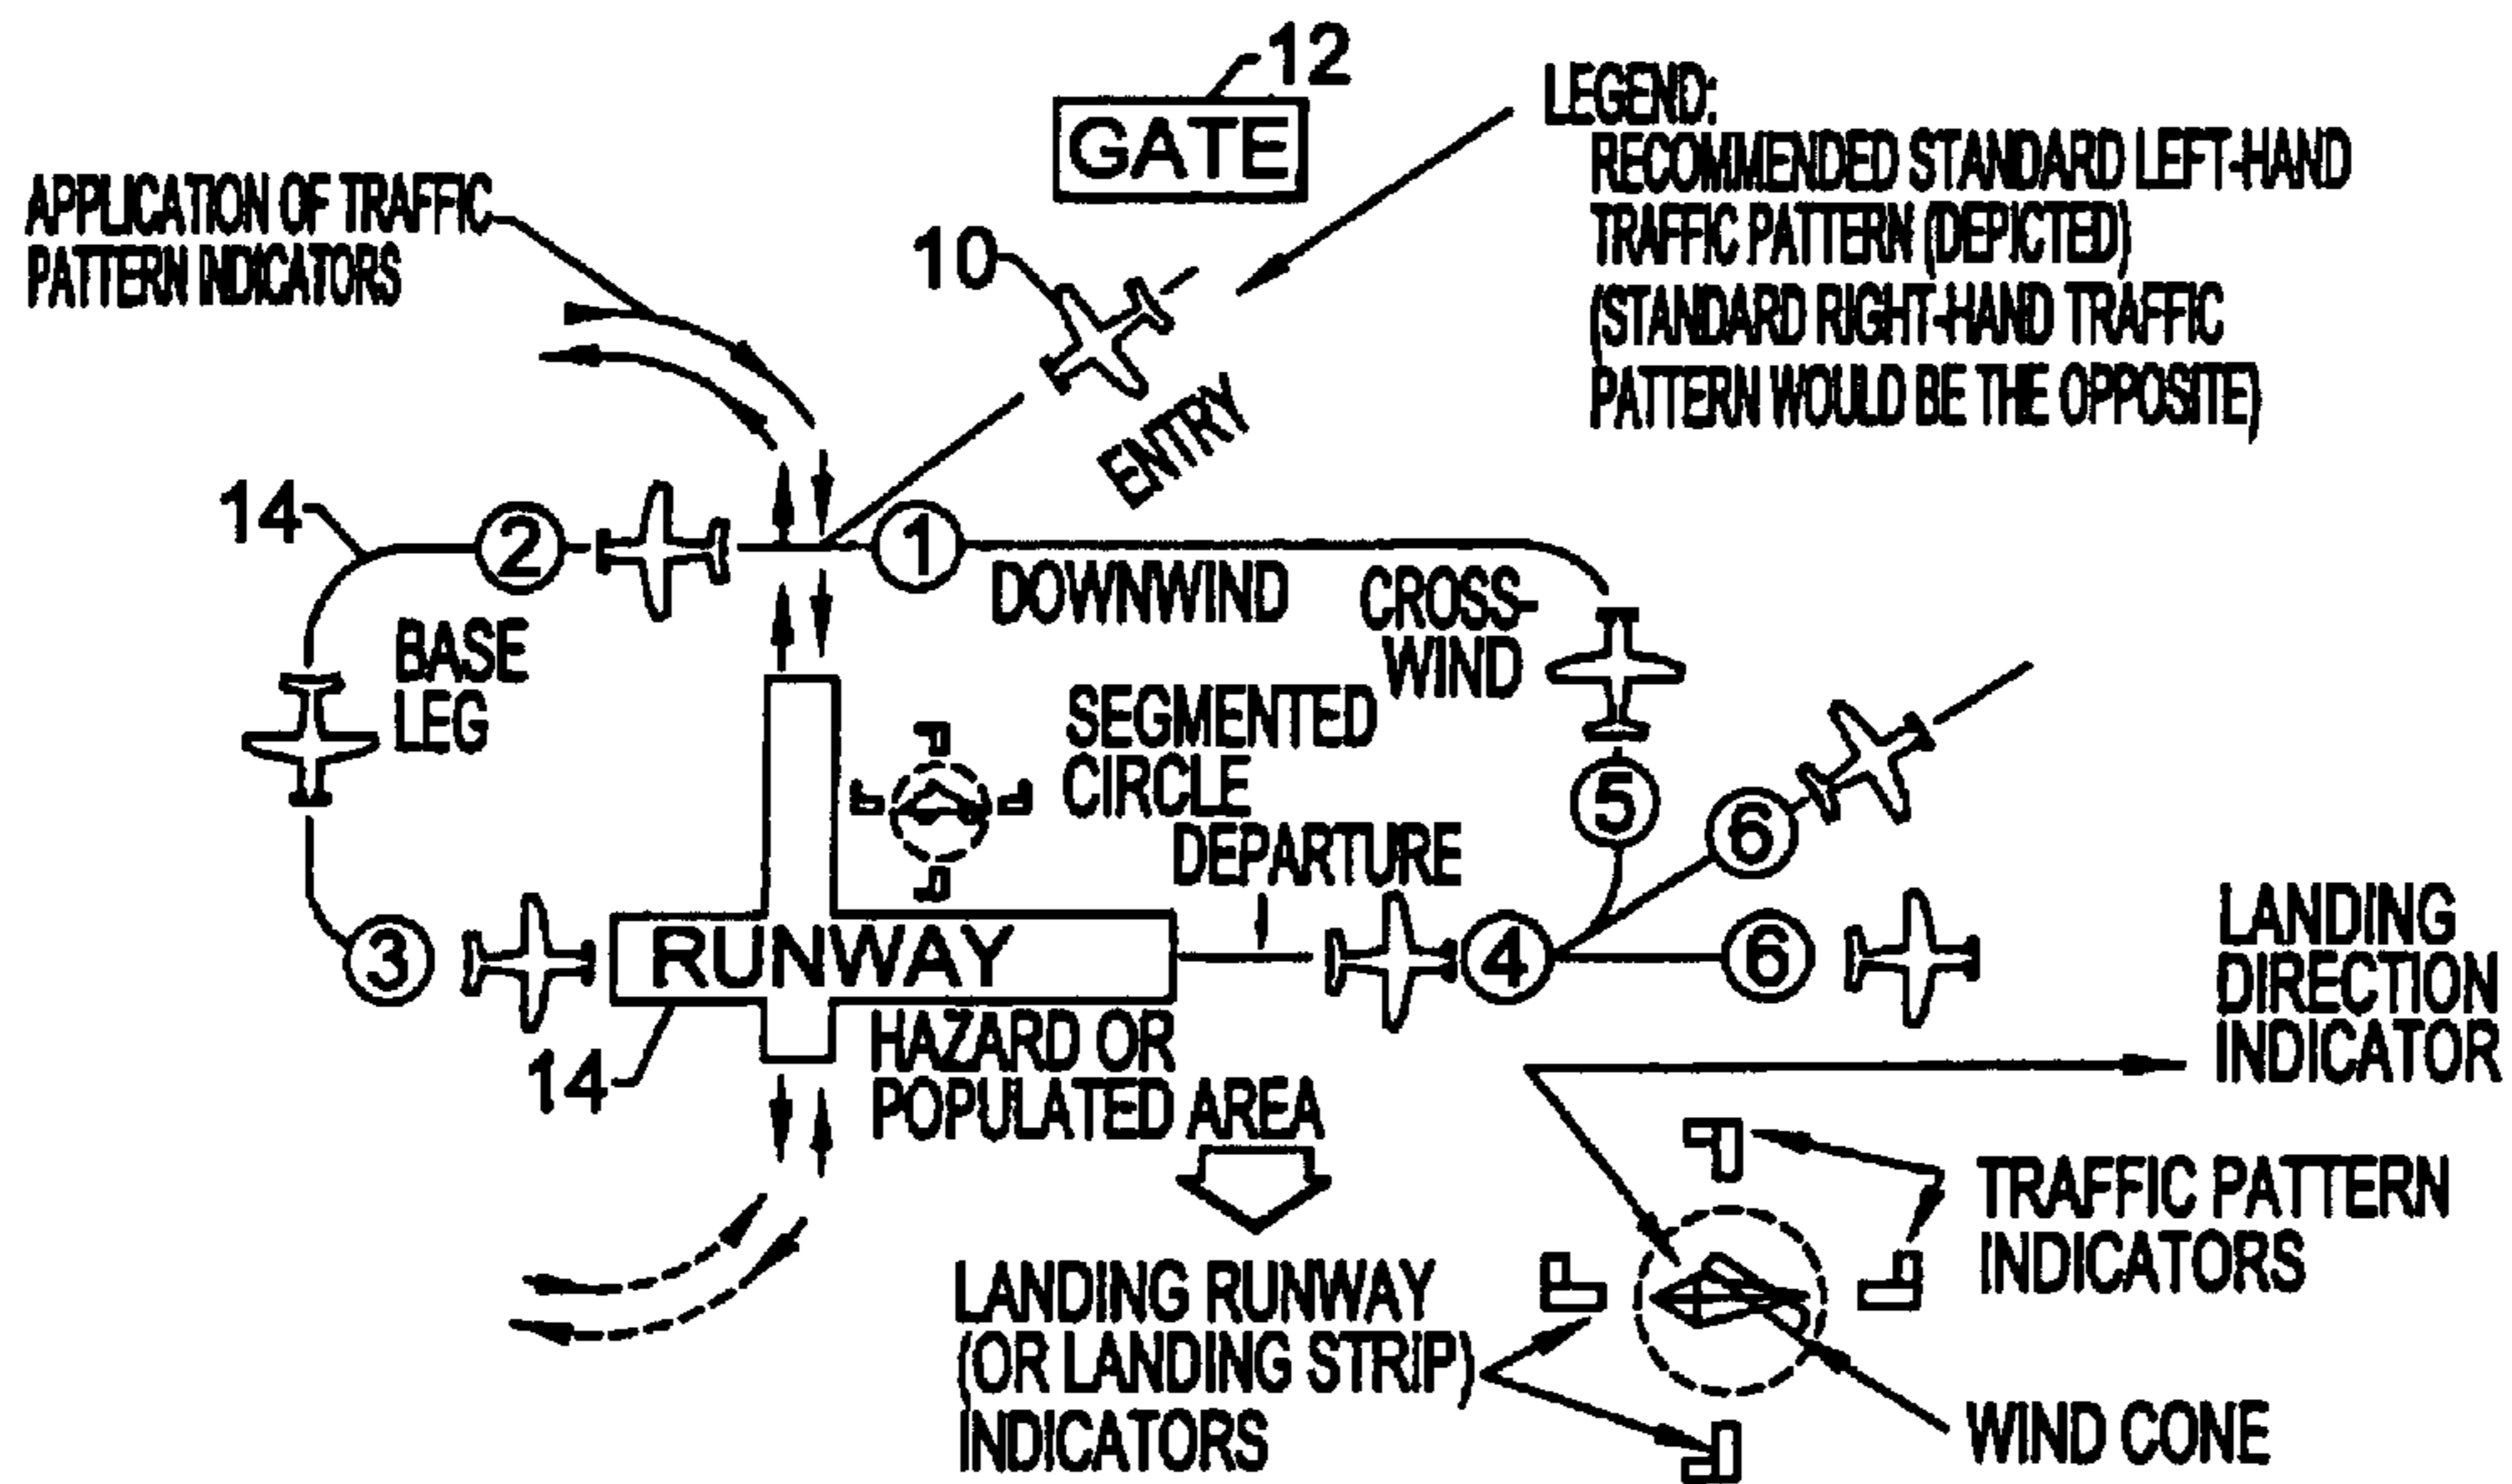 12
GATE
LEGEND:
RECOMMENDED STANDARD LEFT-HAND
TRAFFIC PATTERN (DEPICTED)
(STANDARD RIGHT-HAND TRAFFIC
PATTERN WOULD BE THE OPPOSITE)
APPLICATION OF TRAFFIC
PATTERN INDICATORS
10
ENTRY
14
2
1
DOWNWIND
CROSS-
WIND
BASE
LEG
SEGMENTED
CIRCLE
5
6
DEPARTURE
3
RUNWAY
4
6
LANDING
DIRECTION
INDICATOR
14
HAZARD OR
POPULATED AREA
TRAFFIC PATTERN
INDICATORS
LANDING RUNWAY
(OR LANDING STRIP)
INDICATORS
WIND CONE